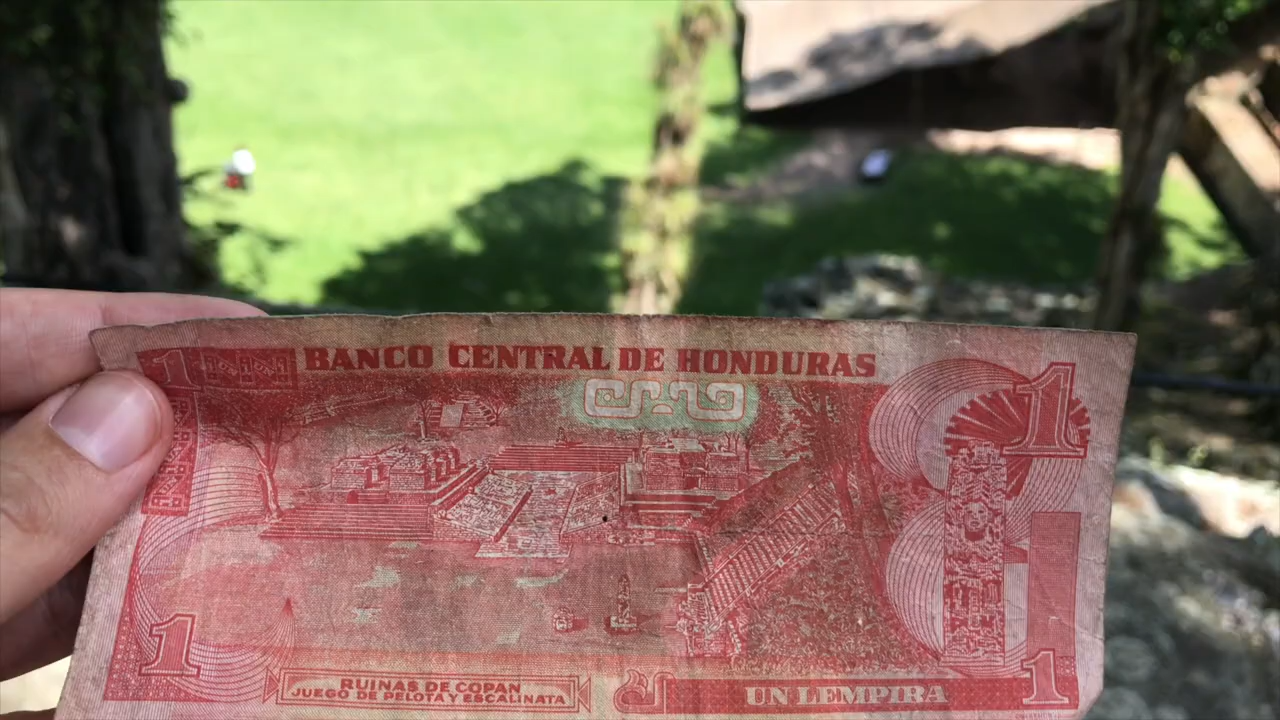 1
BANCO CENTRAL DE HONDURAS
1
1
RUINAS DE COPAN
JUEGO DE PELOTA Y ESCALINATA
UN LEMPIRA
1